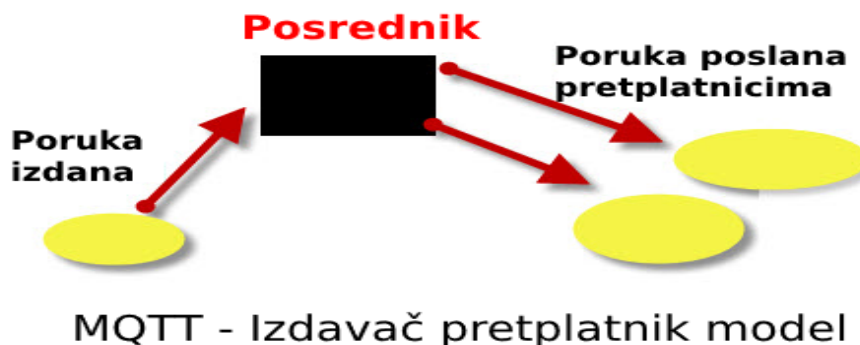 Posrednik
Poruka poslana
pretplatnicima
Poruka
izdana
MQTT - Izdavač pretplatnik model